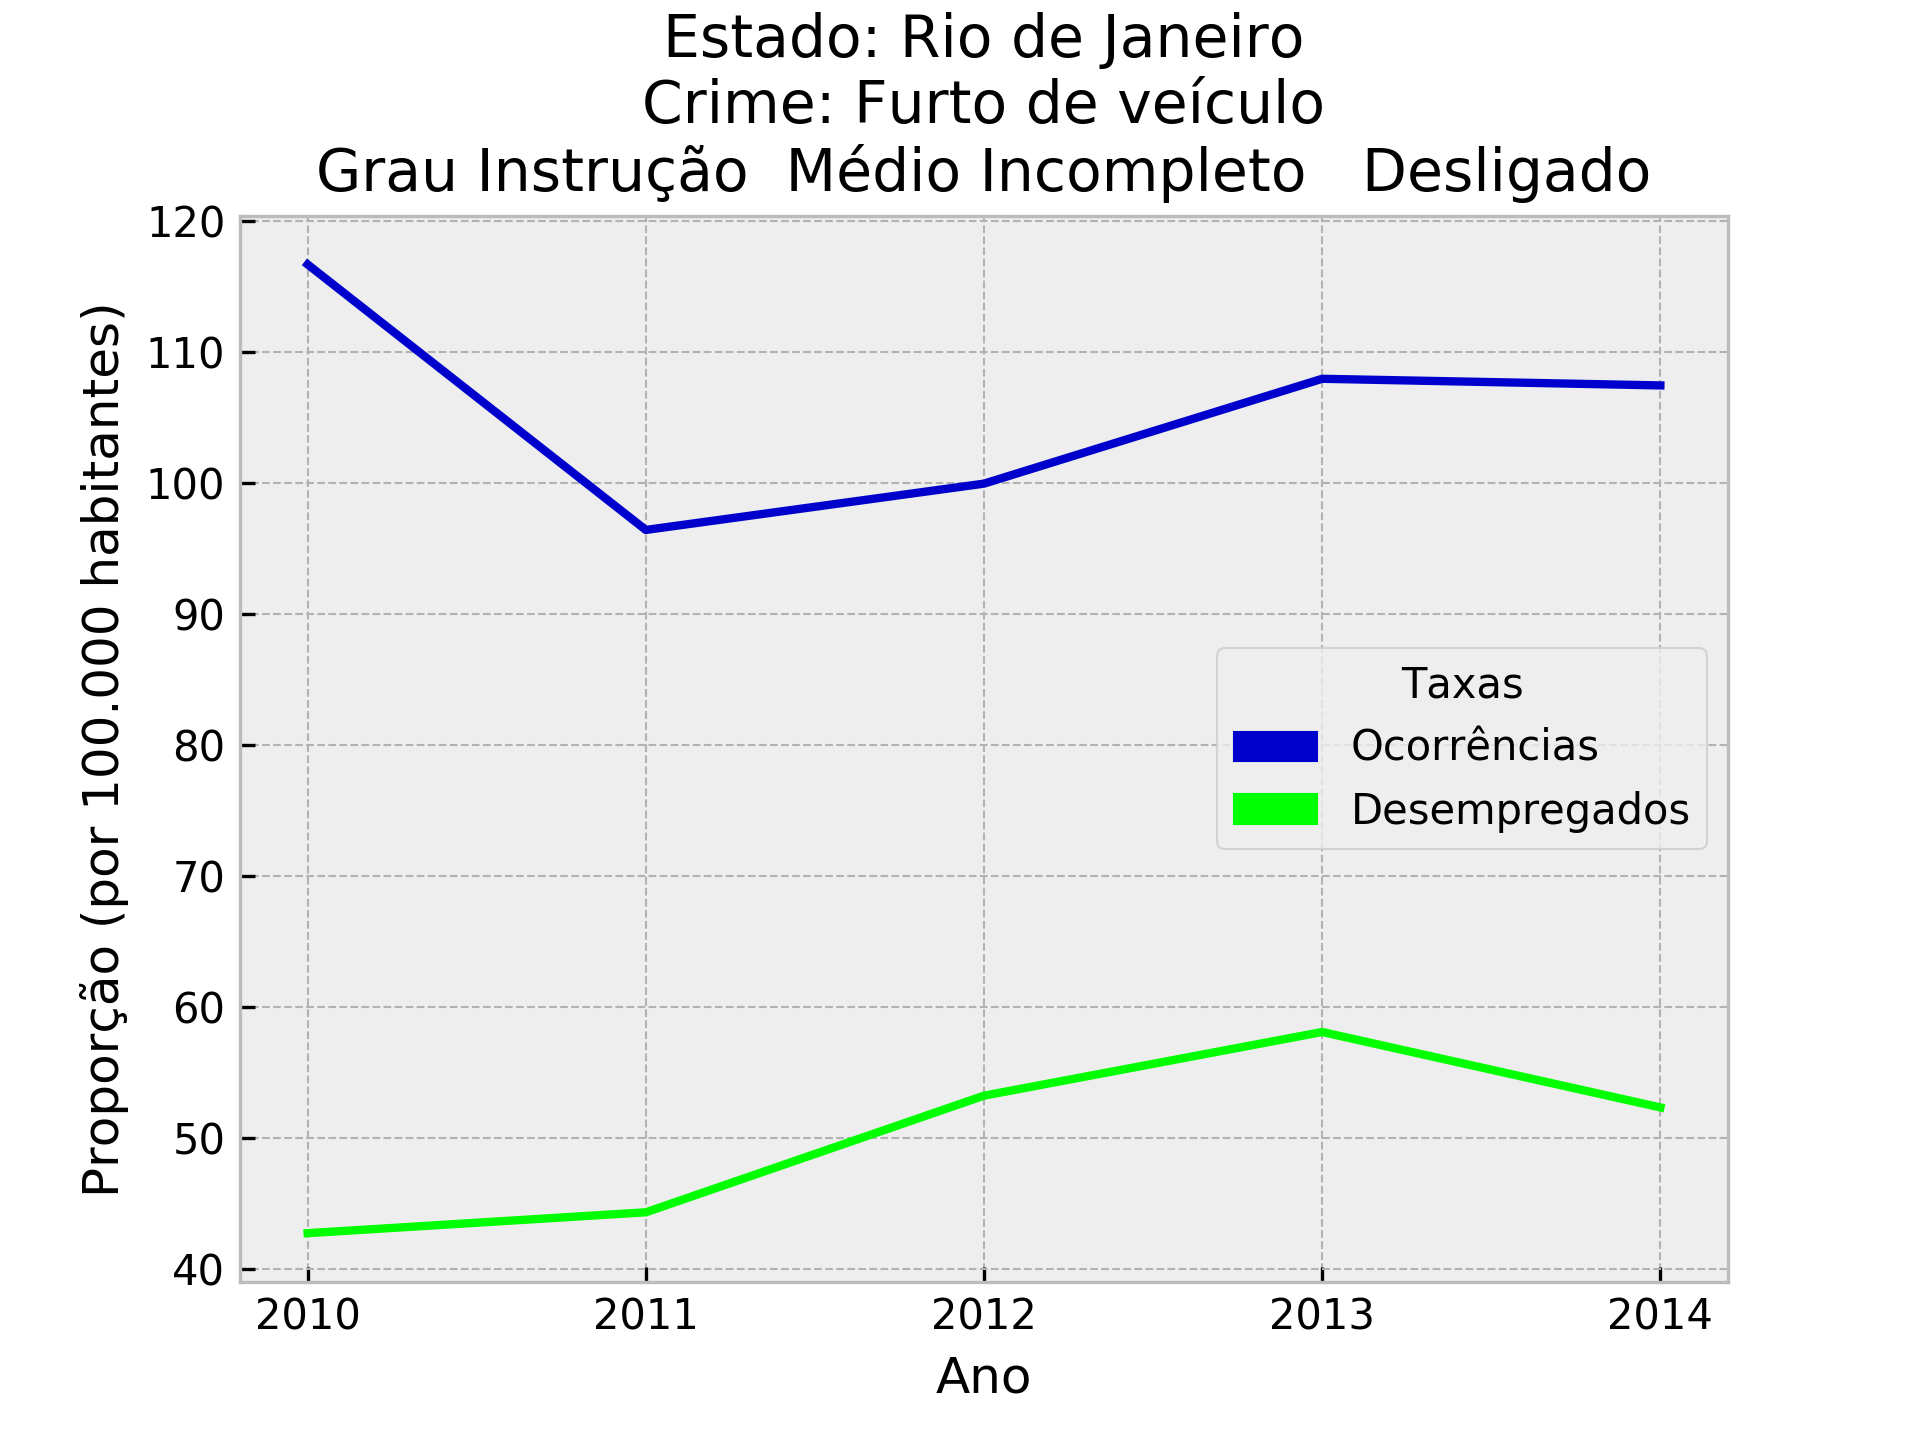 Estado: Rio de Janeiro
Crime: Furto de veículo
Grau Instrução  Médio Incompleto   Desligado
Proporção (por 100.000 habitantes)
120
110
100
90
80
70
60
50
40
Taxas
Ocorrências
Desempregados
2010 2011 2012 2013 2014
Ano